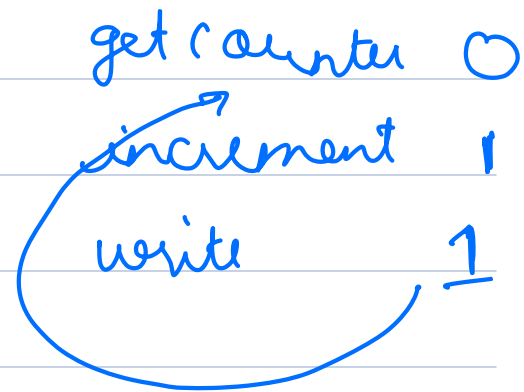 get counter 0
increment 1
write 1